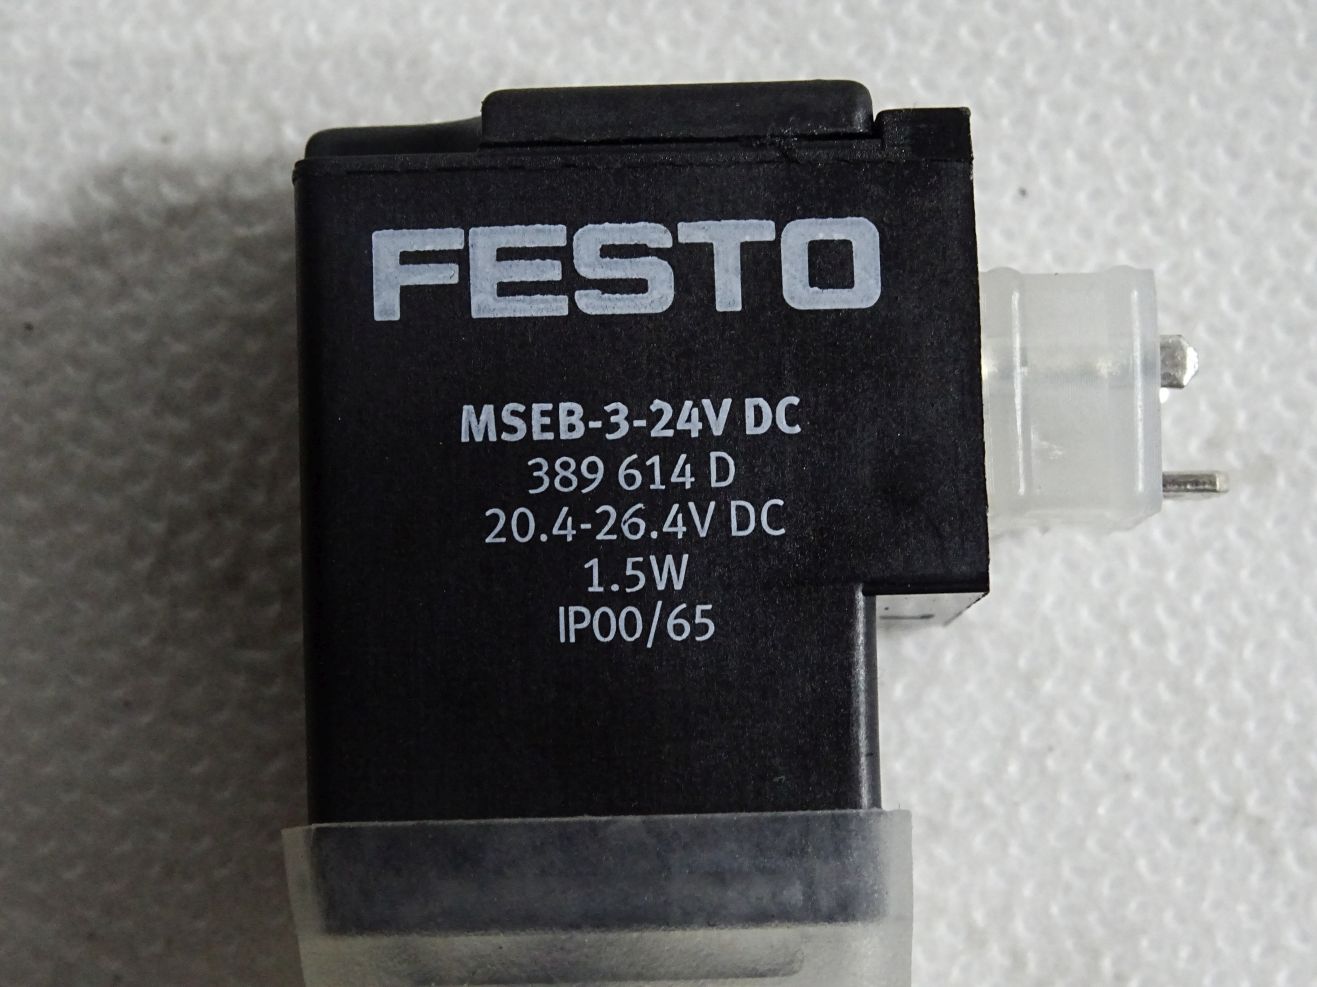 FESTO
MSEB-3-24V DC
389 614 D
20.4-26.4V DC
1.5W
IP00/65